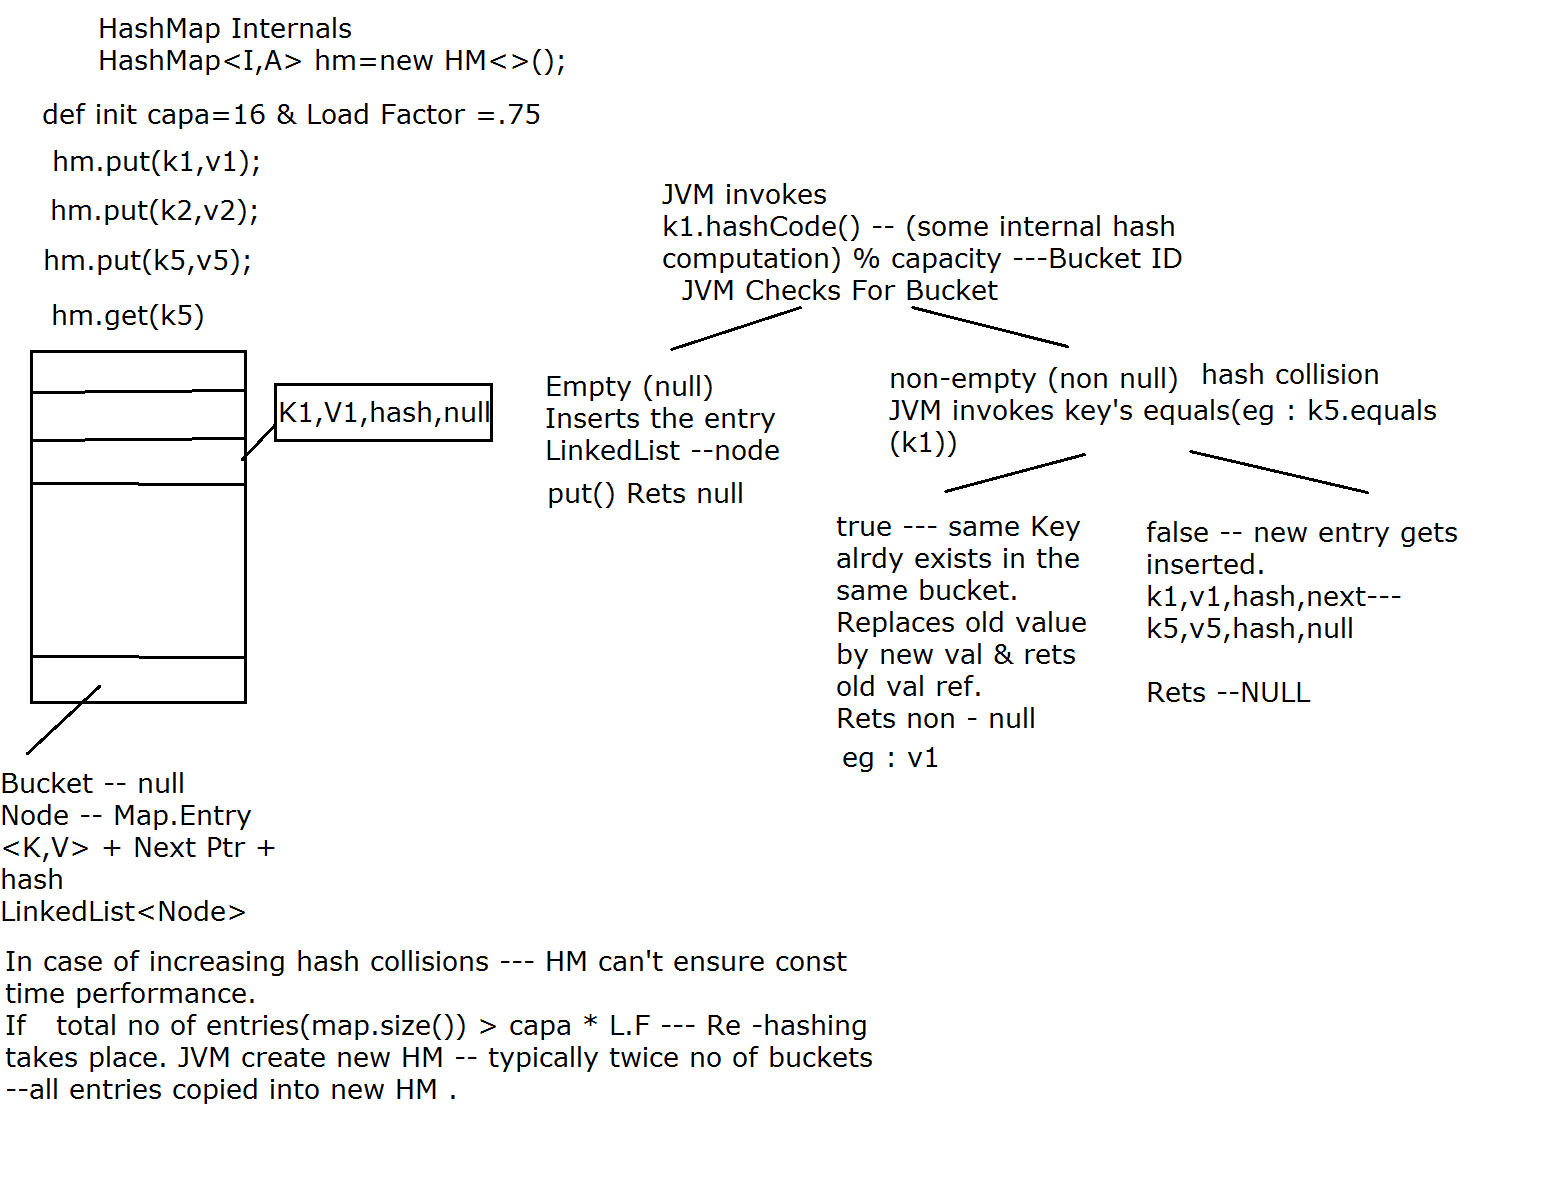 HashMap Internals
HashMap<I,A> hm=new HM<>();
def init capa=16 & Load Factor =.75
hm.put(k1,v1);
hm.put(k2,v2);
hm.put(k5,v5);
hm.get(k5)
K1,V1,hash,null
Bucket -- null
Node -- Map.Entry
<K,V> + Next Ptr +
hash
LinkedList<Node>
JVM invokes
k1.hashCode() -- (some internal hash
computation) % capacity ---Bucket ID
JVM Checks For Bucket
Empty (null)
Inserts the entry
LinkedList --node
put() Rets null
non-empty (non null)
hash collision
JVM invokes key's equals(eg : k5.equals
(k1))
true --- same Key
alrdy exists in the
same bucket.
Replaces old value
by new val & rets
old val ref.
Rets non - null
eg : v1
false -- new entry gets
inserted.
k1,v1,hash,next---
k5,v5,hash,null
Rets --NULL
In case of increasing hash collisions --- HM can't ensure const
time performance.
If   total no of entries(map.size()) > capa * L.F --- Re -hashing
takes place. JVM create new HM -- typically twice no of buckets
--all entries copied into new HM .